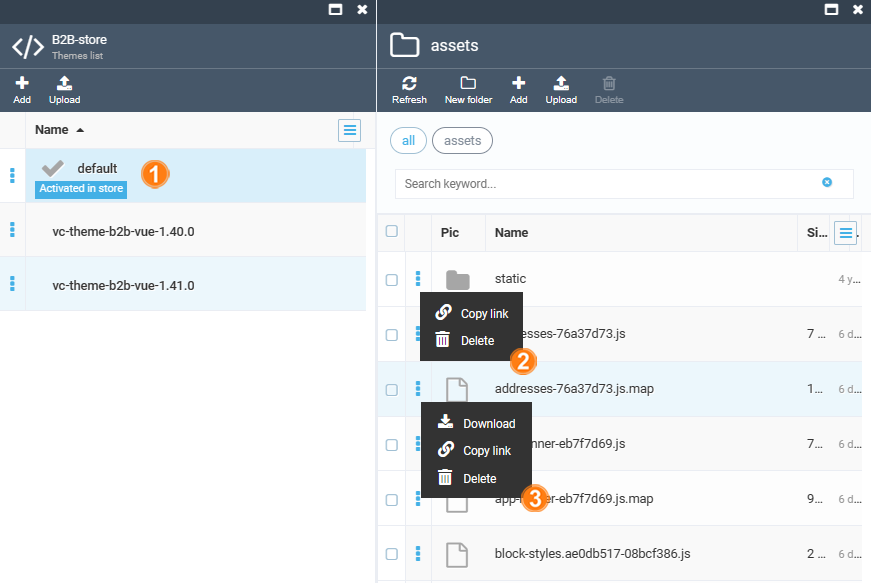 B2B-store
Themes list
Add
Upload
Name
default
1
Activated in store
vc-theme-b2b-vue-1.40.0
vc-theme-b2b-vue-1.41.0
assets
Refresh
New folder
Add
Upload
Delete
all
assets
Search keyword...
Pic
Name
Si...
static
4 y...
Copy link
Delete
esses-76a37d73.js
7 ...
6 d...
2
addresses-76a37d73.js.map
1...
6 d...
Download
Copy link
Delete
nner-eb7f7d69.js
7...
6 d...
3
app-
er-eb7f7d69.js.map
9...
6 d...
block-styles.ae0db517-08bcf386.js
2 ...
6 d...